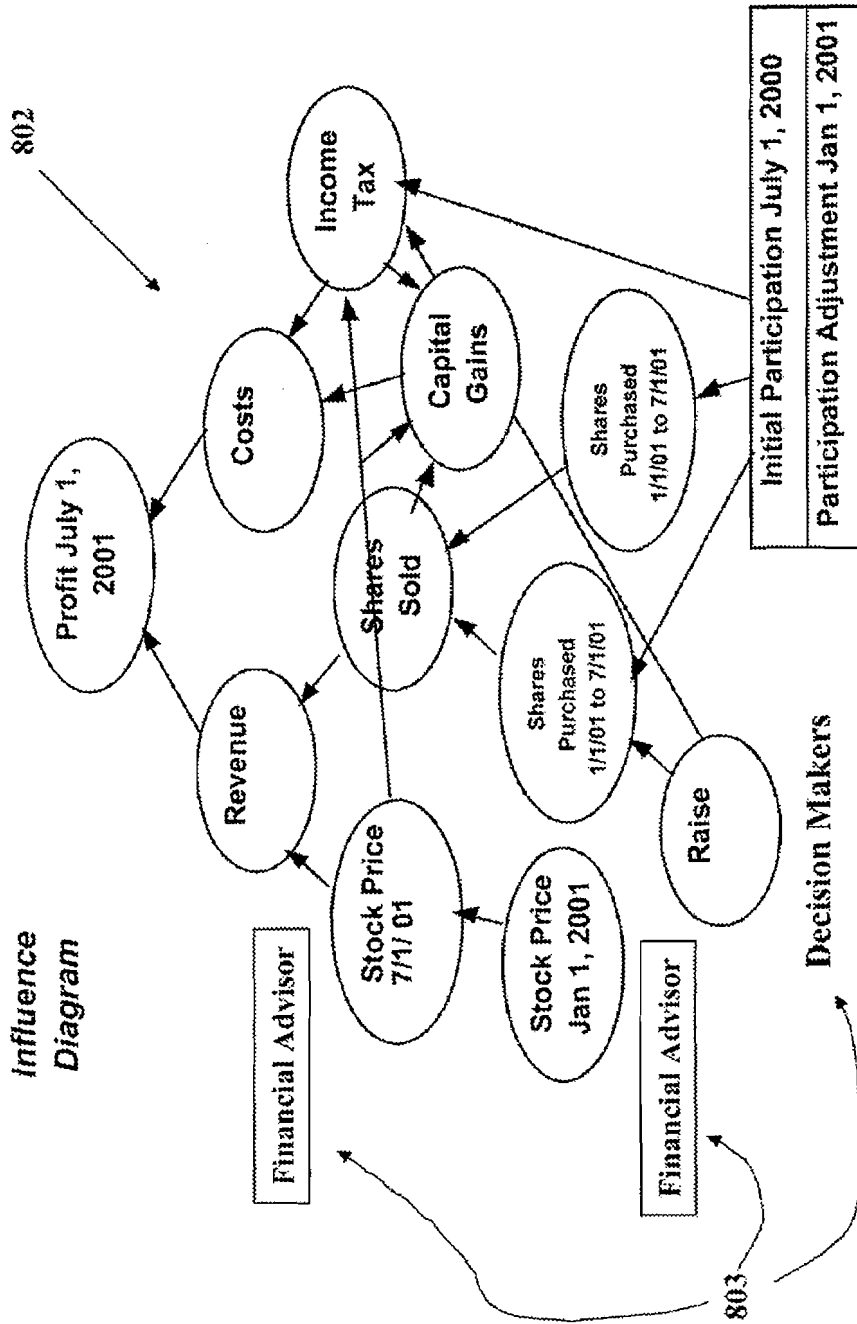 Influence
Diagram
802
Profit July 1,
2001
Revenue
Costs
Income
Tax
Financial Advisor
Stock Price
7/1/ 01
Shares
Sold
Capital
Gains
Stock Price
Jan 1, 2001
Shares
Purchased
1/1/01 to 7/1/01
Shares
Purchased
1/1/01 to 7/1/01
Financial Advisor
Raise
803
Decision Makers
Initial Participation July 1, 2000
Participation Adjustment Jan 1, 2001